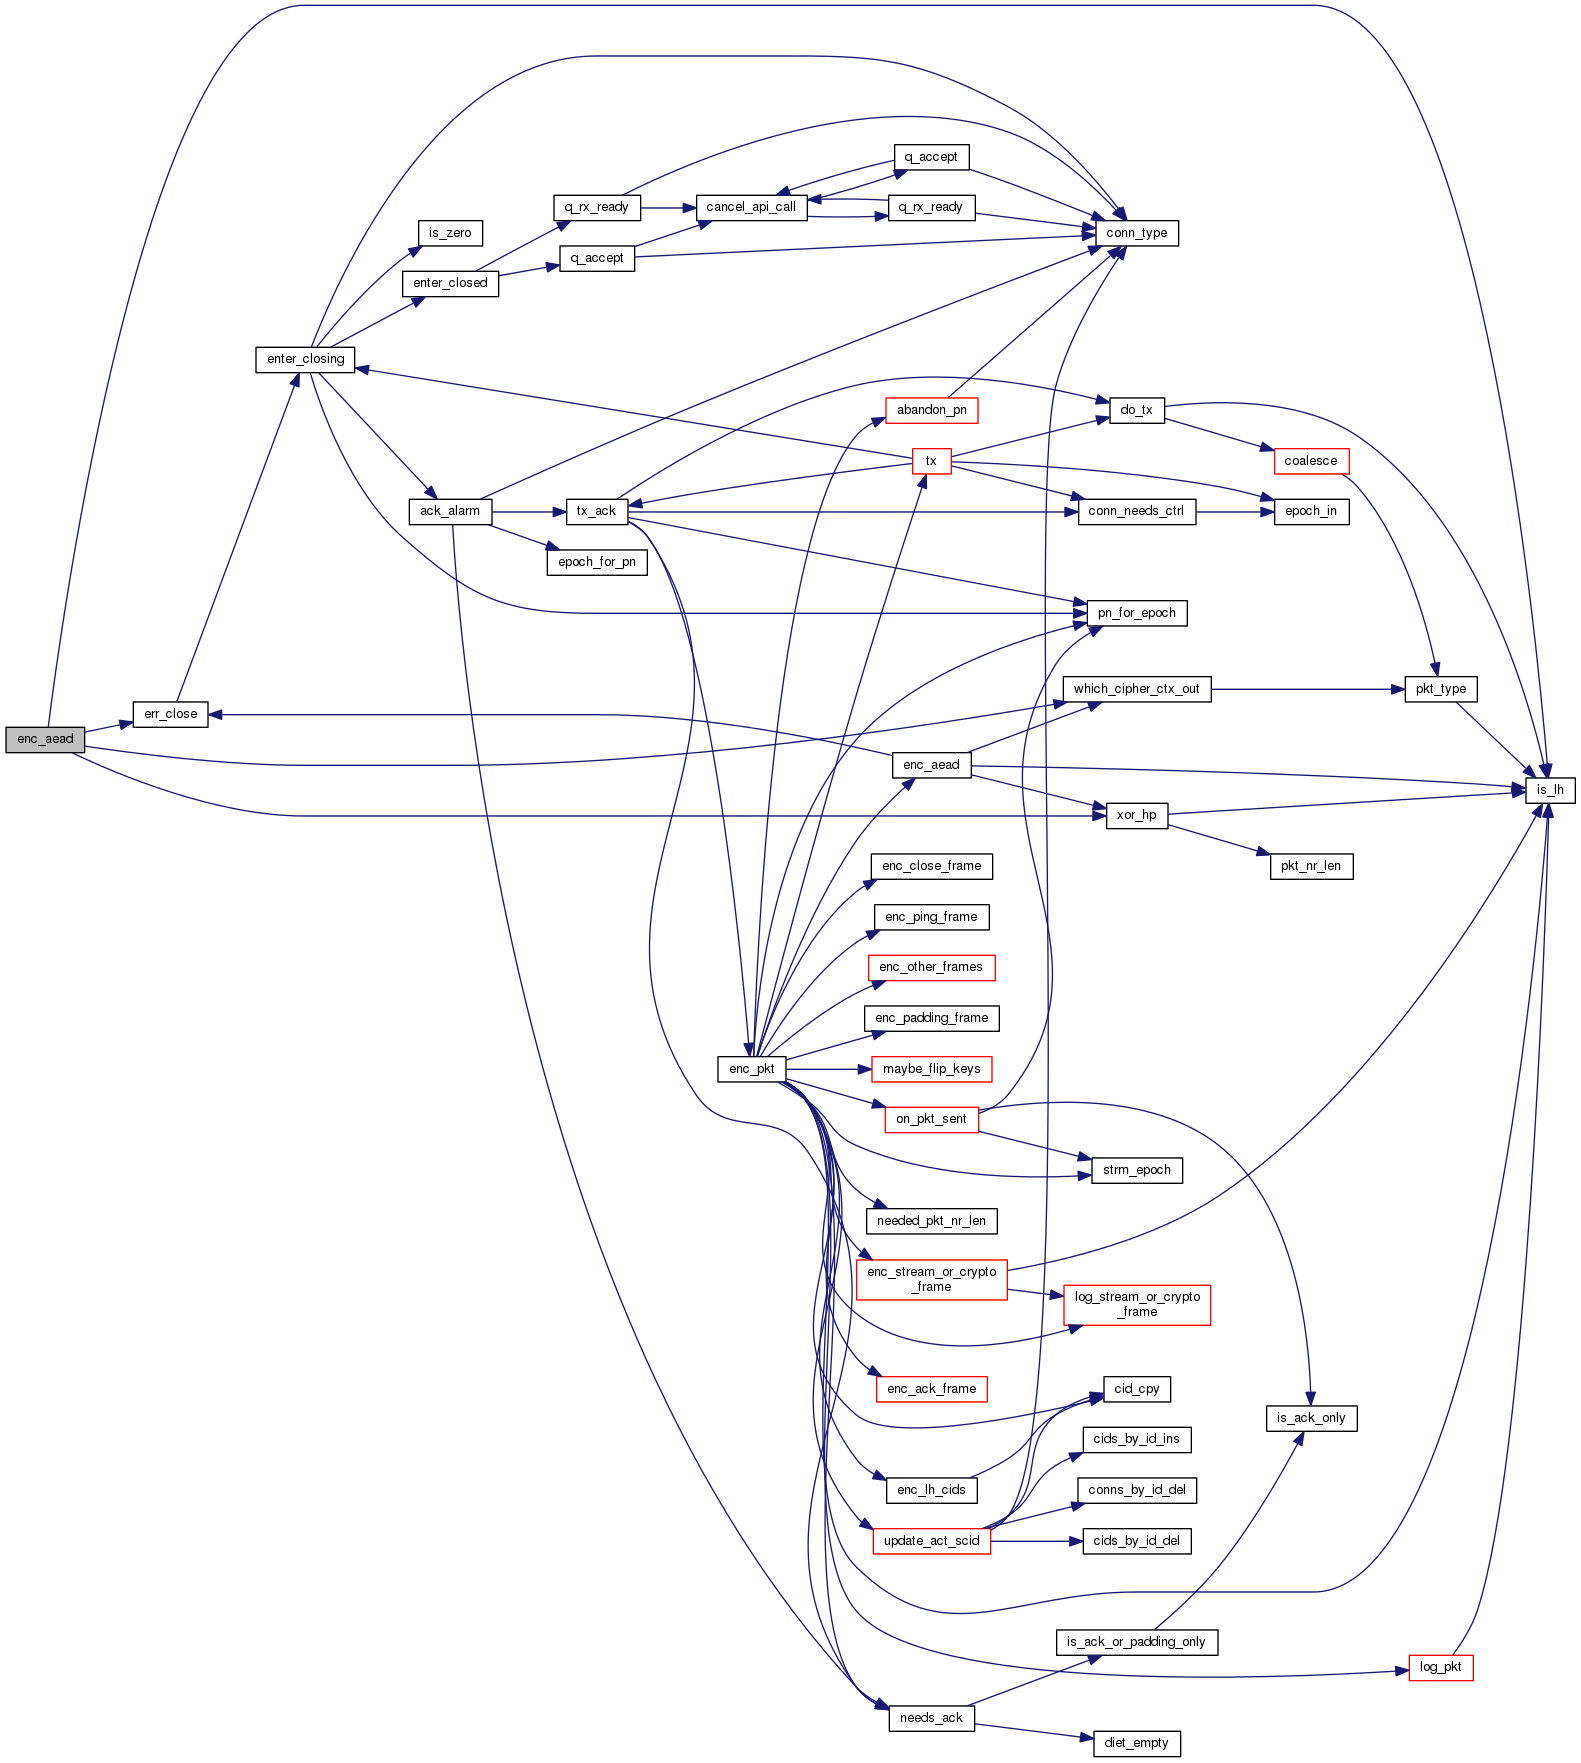 q_accept
q_rx_ready
cancel_api_call
q_rx_ready
is_zero
conn_type
q_accept
enter_closed
enter_closing
abandon_pn
do_tx
tx
coalesce
ack_alarm
tx_ack
conn_needs_ctrl
epoch_in
epoch_for_pn
pn_for_epoch
which_cipher_ctx_out
pkt_type
err_close
enc_aead
enc_aead
is_lh
xor_hp
enc_close_frame
pkt_nr_len
enc_ping_frame
enc_other_frames
enc_padding_frame
enc_pkt
maybe_flip_keys
on_pkt_sent
strm_epoch
needed_pkt_nr_len
enc_stream_or_crypto
_frame
log_stream_or_crypto
_frame
enc_ack_frame
cid_cpy
is_ack_only
cids_by_id_ins
enc_lh_cids
conns_by_id_del
update_act_scid
cids_by_id_del
is_ack_or_padding_only
log_pkt
needs_ack
diet_empty